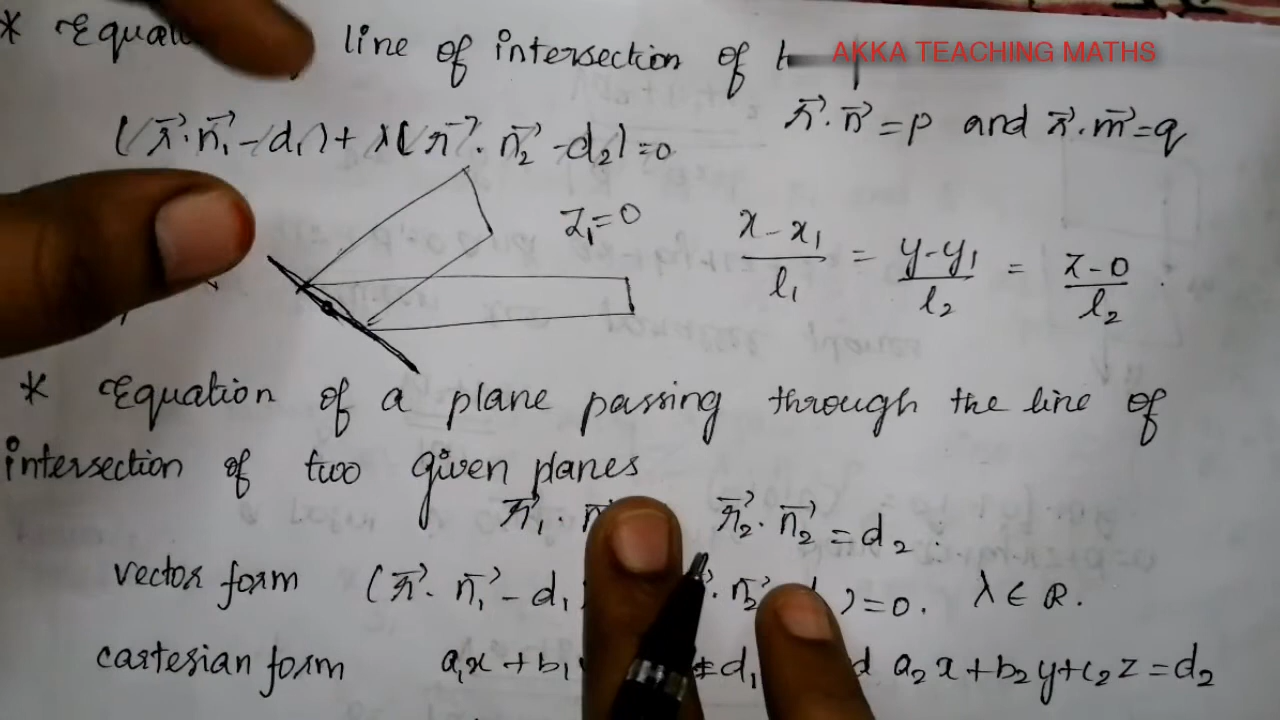 * line of intersection of
AKKA TEACHING MATHS
r⃗·n⃗=p and r⃗·m⃗=q
(r⃗·n⃗₁-d₁)+λ(r⃗·n⃗₂-d₂)=0
z₁=0
(x-x₁)/l₁ = (y-y₁)/l₂ = (z-0)/l₂.
* Equation of a plane passing through the line of
intersection of two given planes
r⃗₁· r⃗₂·n⃗₂=d₂.
vector form (r⃗·n⃗₁-d₁ ·n⃗₂ )=0. λ∈R.
cartesian form a₁x+b₁ d₁ a₂x+b₂y+c₂z=d₂